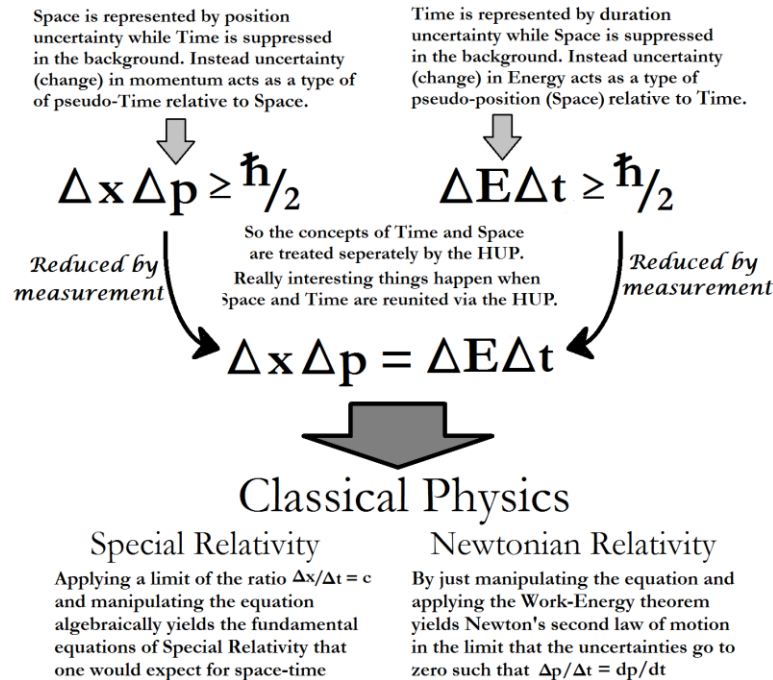 Space is represented by position
uncertainty while Time is suppressed
in the background. Instead uncertainty
(change) in momentum acts as a type of
of pseudo-Time relative to Space.
Time is represented by duration
uncertainty while Space is suppressed
in the background. Instead uncertainty
(change) in Energy acts as a type of
pseudo-position (Space) relative to Time.
Δx Δp ≥ ħ/2
ΔEΔt ≥ ħ/2
So the concepts of Time and Space
are treated seperately by the HUP.
Really interesting things happen when
Space and Time are reunited via the HUP.
Reduced by
measurement
Reduced by
measurement
Δx Δp = ΔEΔt
Classical Physics
Special Relativity
Applying a limit of the ratio Δx/Δt = c
and manipulating the equation
algebraically yields the fundamental
equations of Special Relativity that
one would expect for space-time
Newtonian Relativity
By just manipulating the equation and
applying the Work-Energy theorem
yields Newton's second law of motion
in the limit that the uncertainties go to
zero such that Δp/Δt = dp/dt